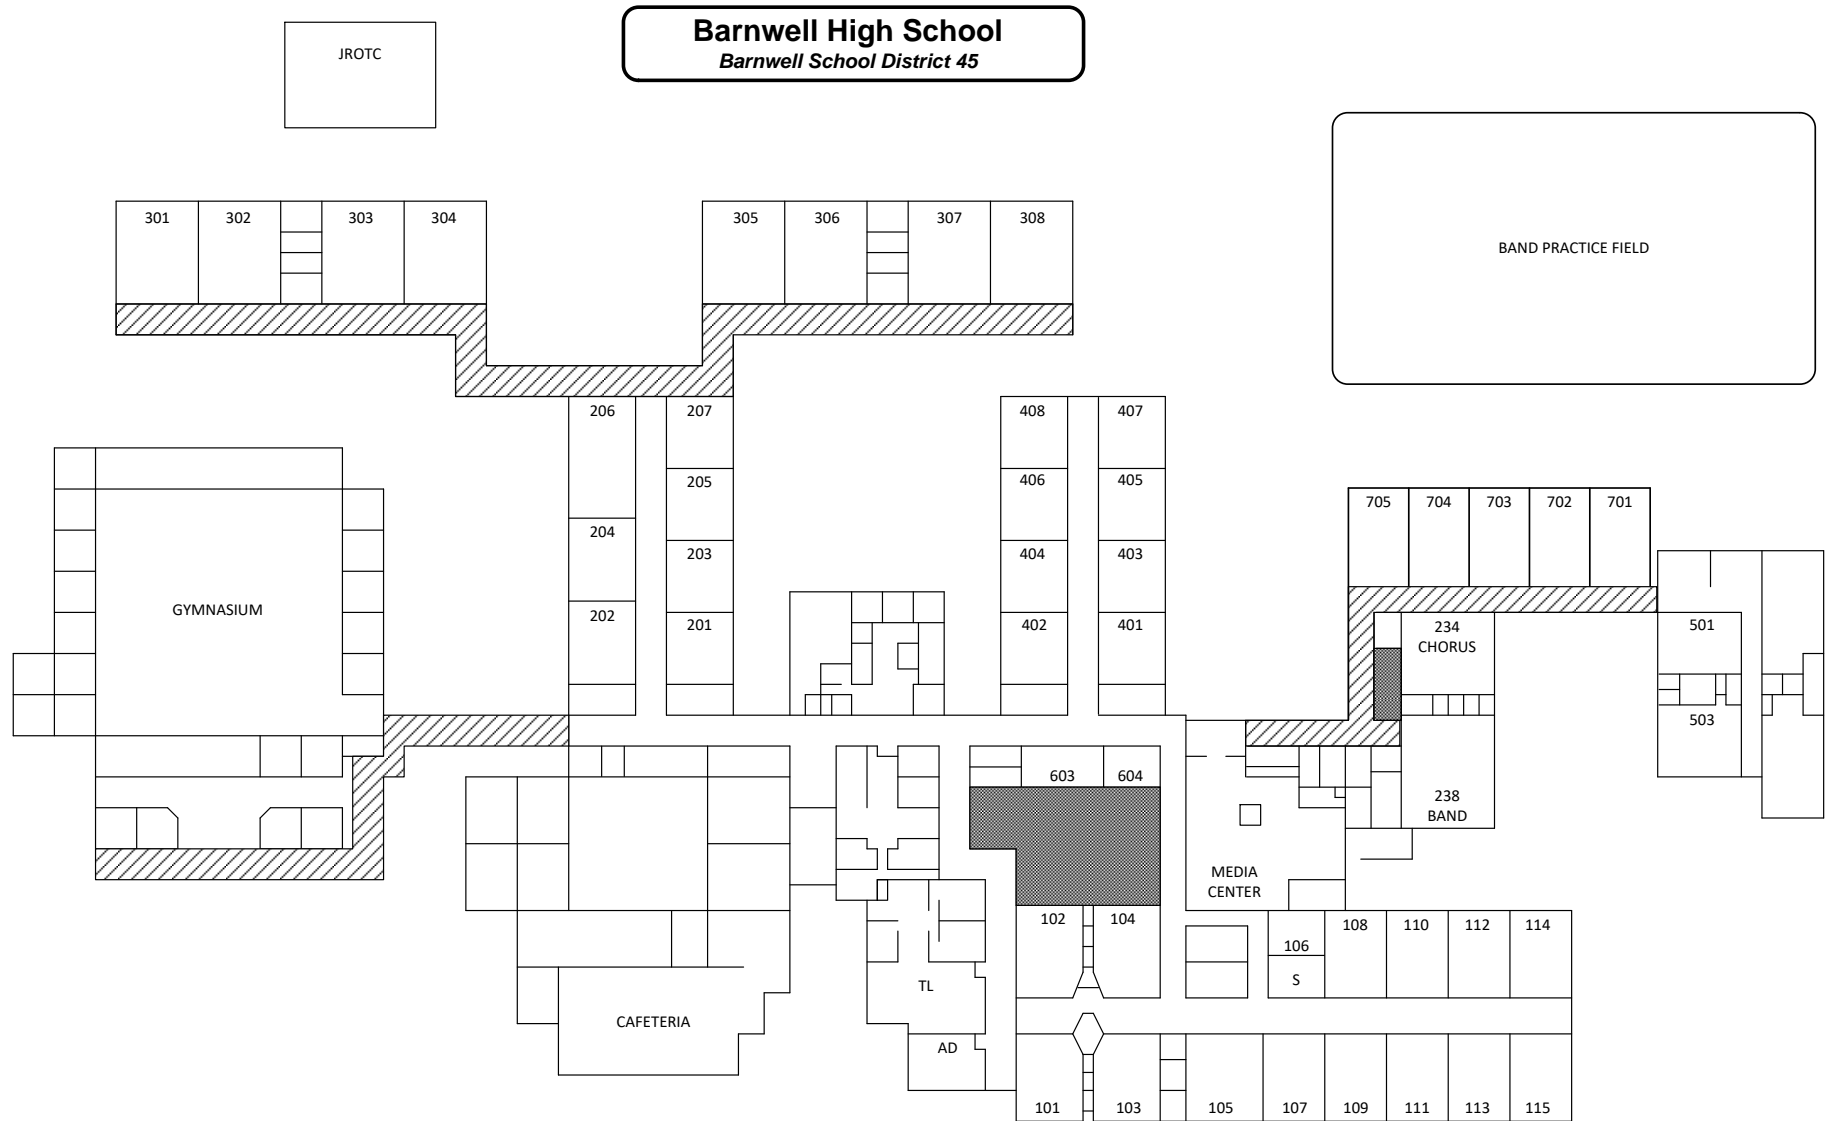 Barnwell High School
Barnwell School District 45
JROTC
301 302 303 304 305 306 307 308
BAND PRACTICE FIELD
206 207 408 407
205 406 405
204
203 404 403
202 201 402 401
705 704 703 702 701
GYMNASIUM
234
CHORUS
501
503
603 604
238
BAND
MEDIA
CENTER
102 104
106
108 110 112 114
S
TL
CAFETERIA
AD
101 103 105 107 109 111 113 115